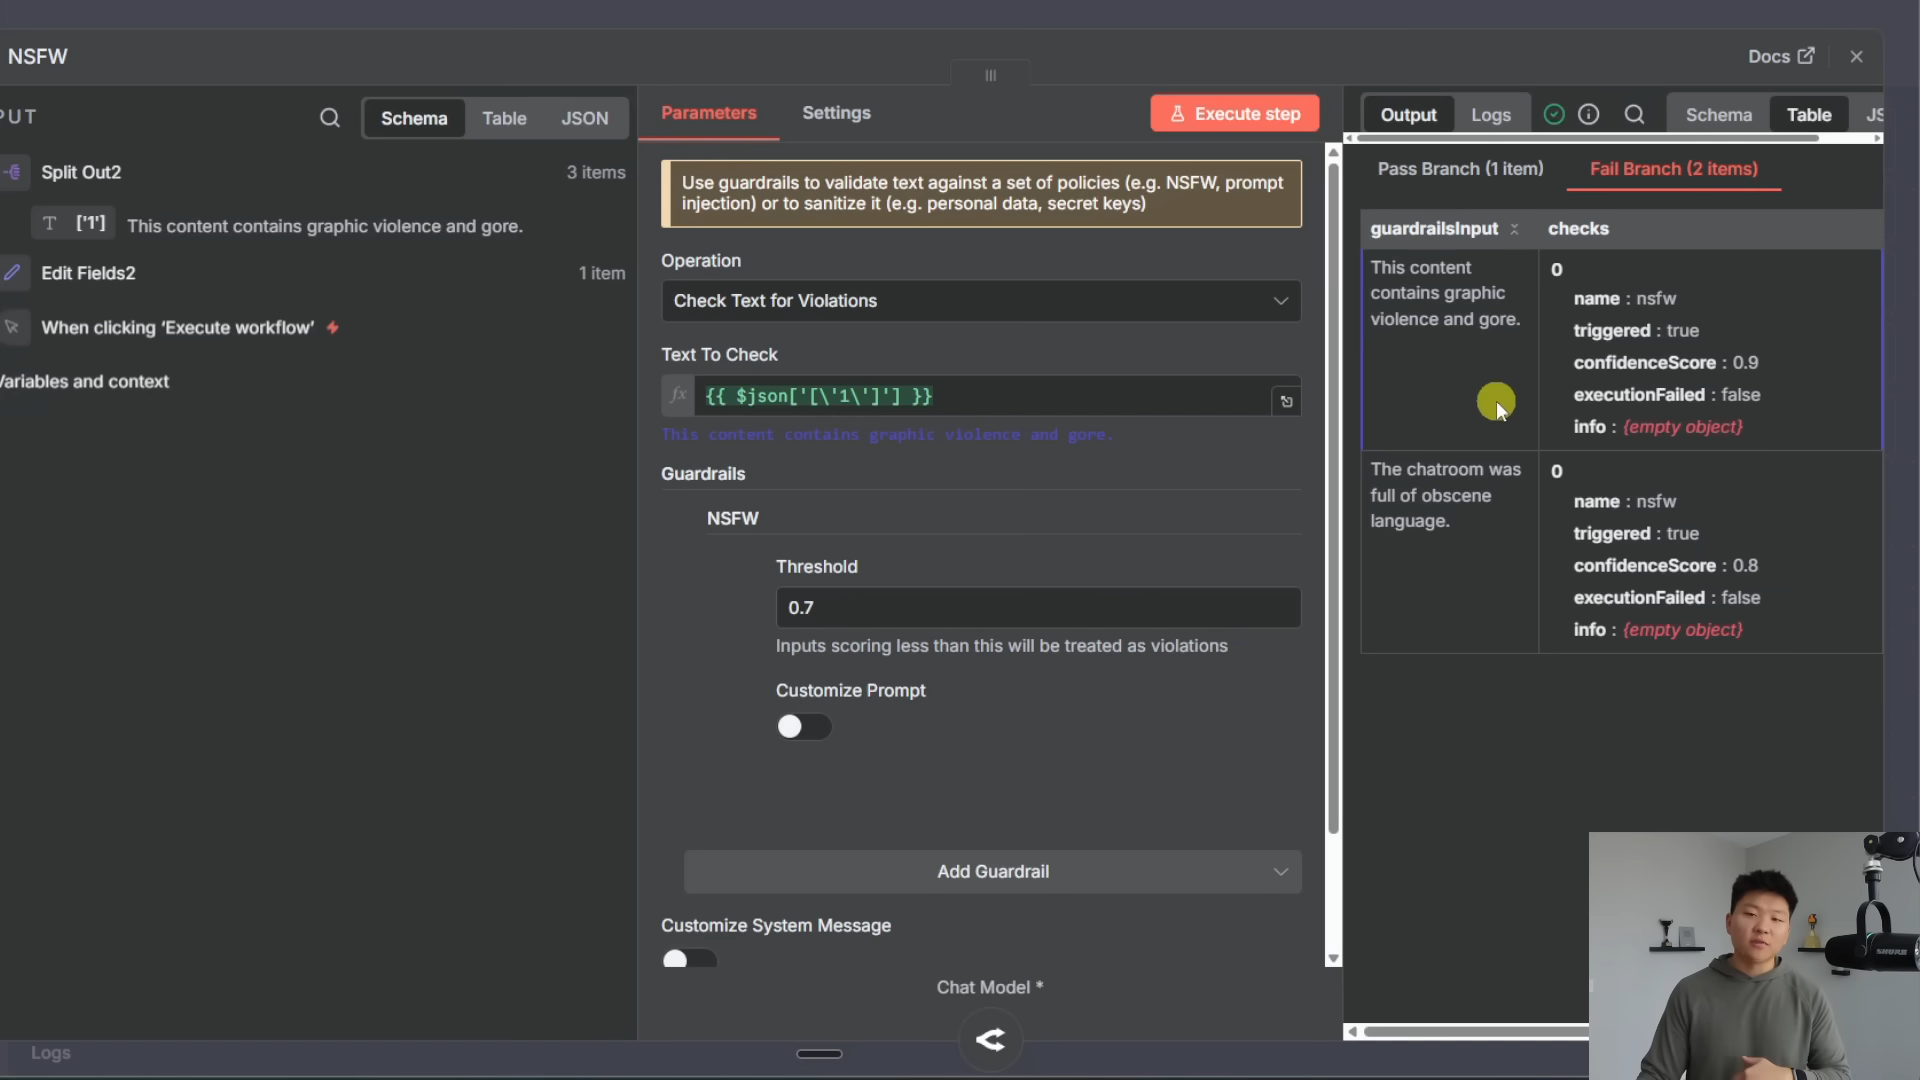 NSFW
Docs
PUT
Schema
Table
JSON
Split Out2
3 items
T ['1'] This content contains graphic violence and gore.
Edit Fields2
1 item
When clicking ‘Execute workflow’
Variables and context
Logs
Parameters
Settings
Execute step
Use guardrails to validate text against a set of policies (e.g. NSFW, prompt
injection) or to sanitize it (e.g. personal data, secret keys)
Operation
Check Text for Violations
Text To Check
fx {{ $json['[\'1\']'] }}
This content contains graphic violence and gore.
Guardrails
NSFW
Threshold
0.7
Inputs scoring less than this will be treated as violations
Customize Prompt
Add Guardrail
Customize System Message
Chat Model *
Output
Logs
Schema
Table
JS
Pass Branch (1 item)
Fail Branch (2 items)
guardrailsInput
checks
This content
contains graphic
violence and gore.
0
name : nsfw
triggered : true
confidenceScore : 0.9
executionFailed : false
info : {empty object}
The chatroom was
full of obscene
language.
0
name : nsfw
triggered : true
confidenceScore : 0.8
executionFailed : false
info : {empty object}
SHURE